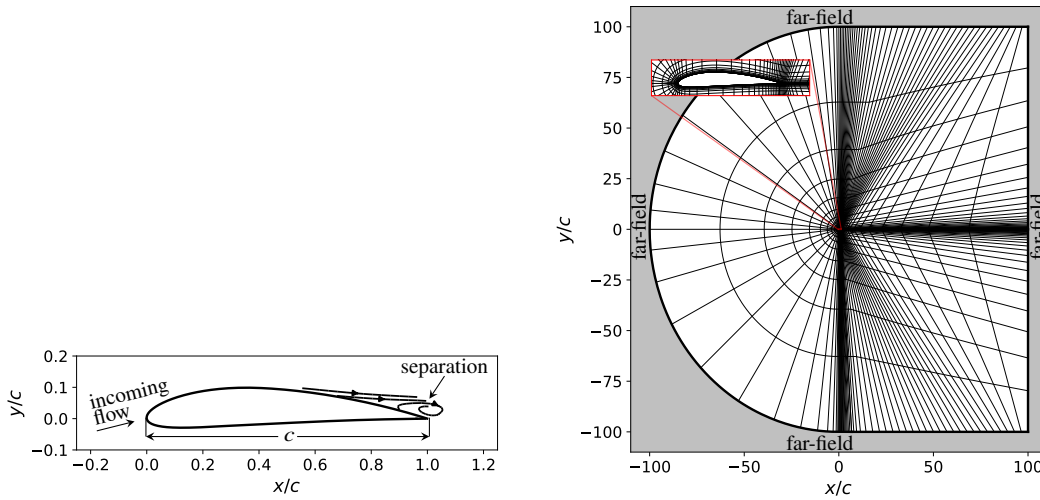 0.2
0.1
0.0
−0.1
y/c
incoming
flow
separation
c
−0.2
0.0
0.2
0.4
0.6
0.8
1.0
1.2
x/c
100
75
50
25
0
−25
−50
−75
−100
y/c
far-field
far-field
far-field
far-field
−100
−50
0
50
100
x/c